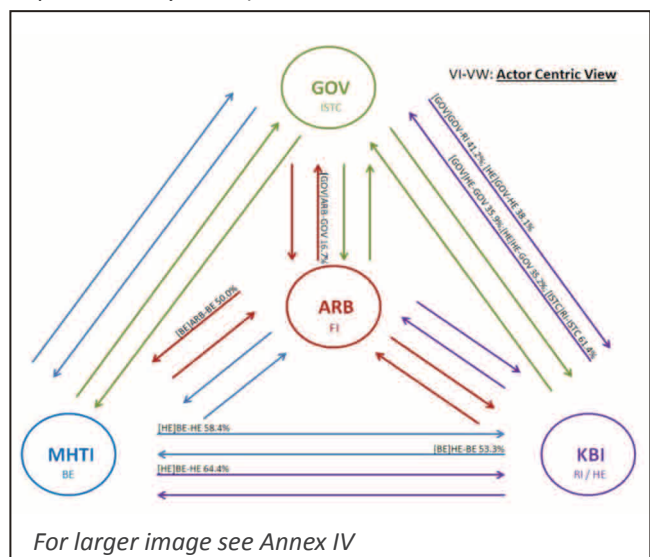 GOV
ISTC
VI-VW: Actor Centric View
[GOV]GOV-RI 41.2%; [HE]GOV-HE 38.1%
[GOV]HE-GOV 35.9%; [HE]HE-GOV 35.2%; [ISTC]RI-ISTC 61.4%
[GOV]ARB-GOV 16.7%
ARB
FI
[BE]ARB-BE 50.0%
MHTI
BE
[HE]BE-HE 58.4%
[BE]HE-BE 53.3%
[HE]BE-HE 64.4%
KBI
RI / HE
For larger image see Annex IV